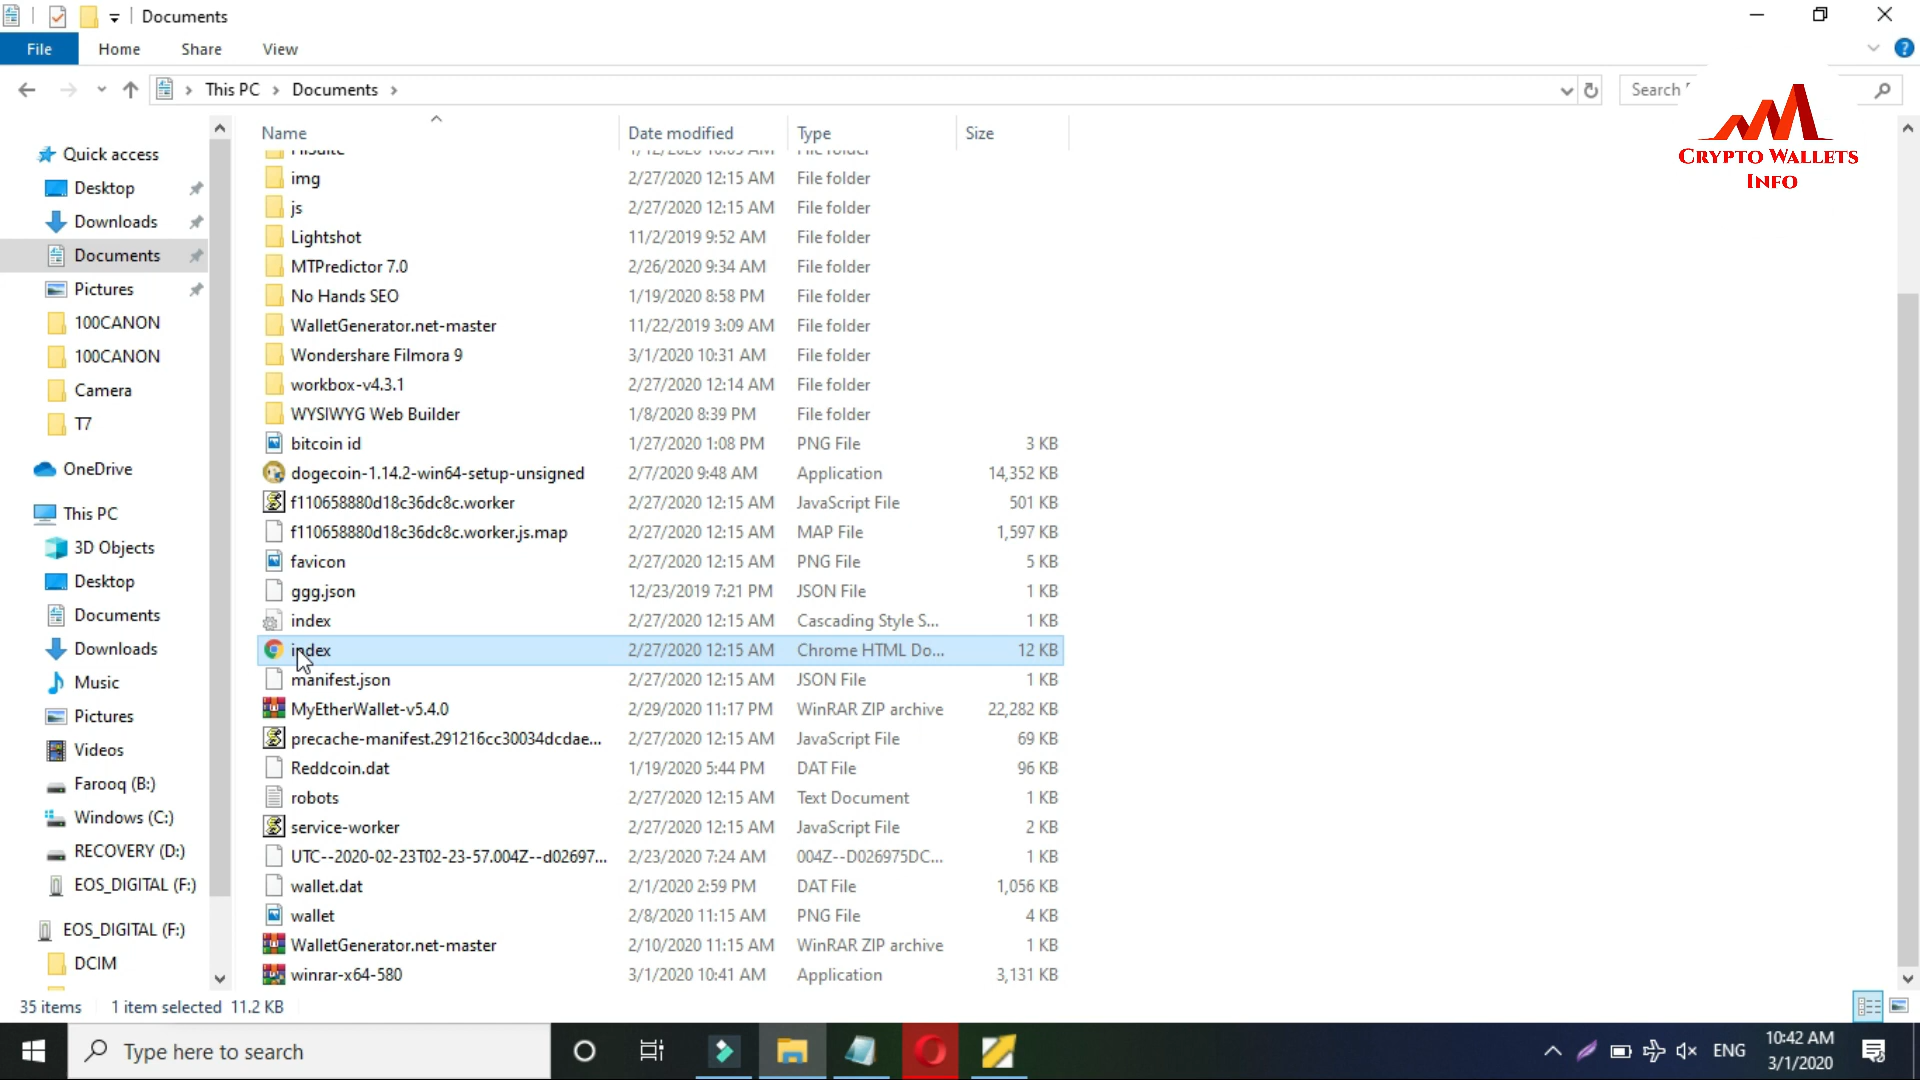 Documents
File Home Share View
This PC > Documents >
Search
CRYPTO WALLETS
INFO
Name Date modified Type Size
img 2/27/2020 12:15 AM File folder
js 2/27/2020 12:15 AM File folder
Lightshot 11/2/2019 9:52 AM File folder
MTPredictor 7.0 2/26/2020 9:34 AM File folder
No Hands SEO 1/19/2020 8:58 PM File folder
WalletGenerator.net-master 11/22/2019 3:09 AM File folder
Wondershare Filmora 9 3/1/2020 10:31 AM File folder
workbox-v4.3.1 2/27/2020 12:14 AM File folder
WYSIWYG Web Builder 1/8/2020 8:39 PM File folder
bitcoin id 1/27/2020 1:08 PM PNG File 3 KB
dogecoin-1.14.2-win64-setup-unsigned 2/7/2020 9:48 AM Application 14,352 KB
f110658880d18c36dc8c.worker 2/27/2020 12:15 AM JavaScript File 501 KB
f110658880d18c36dc8c.worker.js.map 2/27/2020 12:15 AM MAP File 1,597 KB
favicon 2/27/2020 12:15 AM PNG File 5 KB
ggg.json 12/23/2019 7:21 PM JSON File 1 KB
index 2/27/2020 12:15 AM Cascading Style S... 1 KB
index 2/27/2020 12:15 AM Chrome HTML Do... 12 KB
manifest.json 2/27/2020 12:15 AM JSON File 1 KB
MyEtherWallet-v5.4.0 2/29/2020 11:17 PM WinRAR ZIP archive 22,282 KB
precache-manifest.291216cc30034dcdae... 2/27/2020 12:15 AM JavaScript File 69 KB
Reddcoin.dat 1/19/2020 5:44 PM DAT File 96 KB
robots 2/27/2020 12:15 AM Text Document 1 KB
service-worker 2/27/2020 12:15 AM JavaScript File 2 KB
UTC--2020-02-23T02-23-57.004Z--d02697... 2/23/2020 7:24 AM 004Z--D026975DC... 1 KB
wallet.dat 2/1/2020 2:59 PM DAT File 1,056 KB
wallet 2/8/2020 11:15 AM PNG File 4 KB
WalletGenerator.net-master 2/10/2020 11:15 AM WinRAR ZIP archive 1 KB
winrar-x64-580 3/1/2020 10:41 AM Application 3,131 KB
Quick access
Desktop
Downloads
Documents
Pictures
100CANON
100CANON
Camera
T7
OneDrive
This PC
3D Objects
Desktop
Documents
Downloads
Music
Pictures
Videos
Farooq (B:)
Windows (C:)
RECOVERY (D:)
EOS_DIGITAL (F:)
EOS_DIGITAL (F:)
DCIM
35 items 1 item selected 11.2 KB
Type here to search
ENG
10:42 AM
3/1/2020